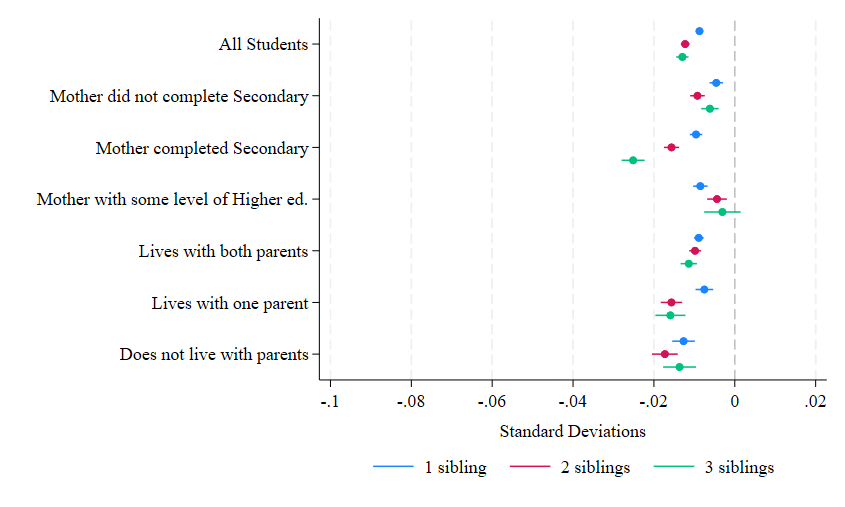 All Students
Mother did not complete Secondary
Mother completed Secondary
Mother with some level of Higher ed.
Lives with both parents
Lives with one parent
Does not live with parents
-.1 -.08 -.06 -.04 -.02 0 .02
Standard Deviations
1 sibling 2 siblings 3 siblings